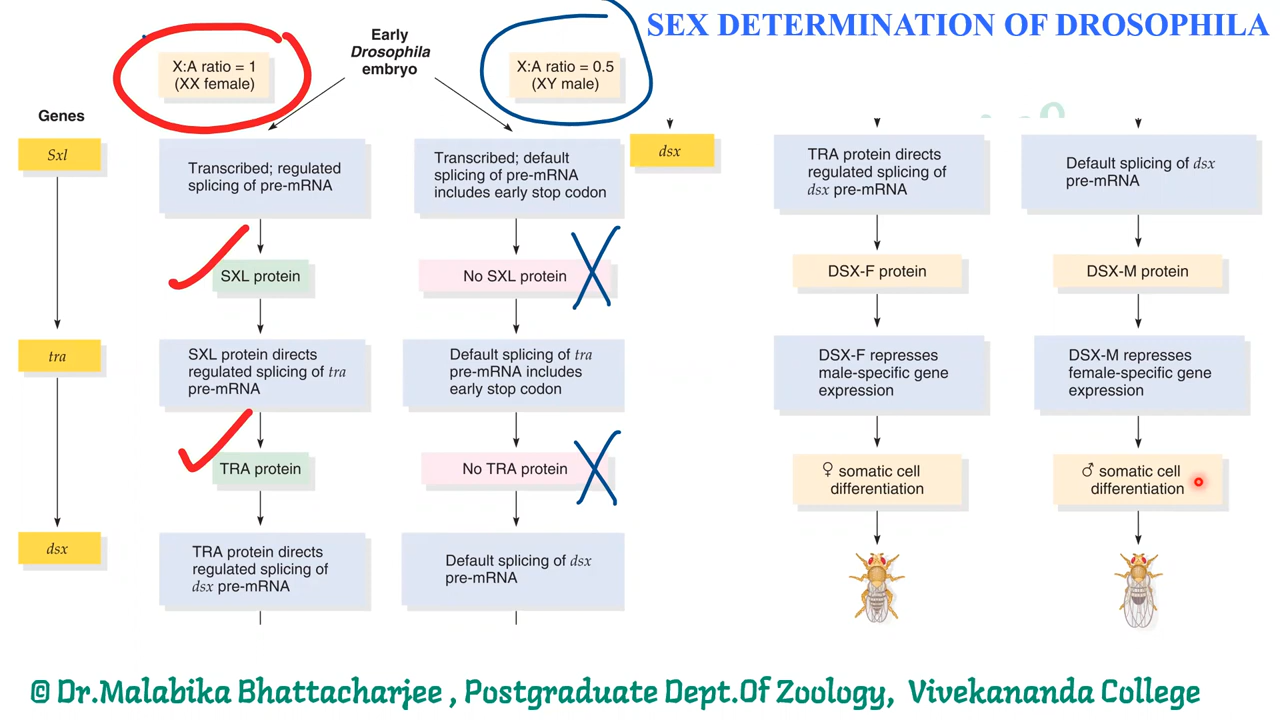 SEX DETERMINATION OF DROSOPHILA
Early
Drosophila
embryo
X:A ratio = 1
(XX female)
X:A ratio = 0.5
(XY male)
Genes
Sxl
Transcribed; regulated
splicing of pre-mRNA
Transcribed; default
splicing of pre-mRNA
includes early stop codon
SXL protein
No SXL protein
tra
SXL protein directs
regulated splicing of tra
pre-mRNA
Default splicing of tra
pre-mRNA includes
early stop codon
TRA protein
No TRA protein
dsx
TRA protein directs
regulated splicing of
dsx pre-mRNA
Default splicing of dsx
pre-mRNA
dsx
TRA protein directs
regulated splicing of
dsx pre-mRNA
Default splicing of dsx
pre-mRNA
DSX-F protein
DSX-M protein
DSX-F represses
male-specific gene
expression
DSX-M represses
female-specific gene
expression
♀ somatic cell
differentiation
♂ somatic cell
differentiation
© Dr.Malabika Bhattacharjee , Postgraduate Dept.Of Zoology, Vivekananda College